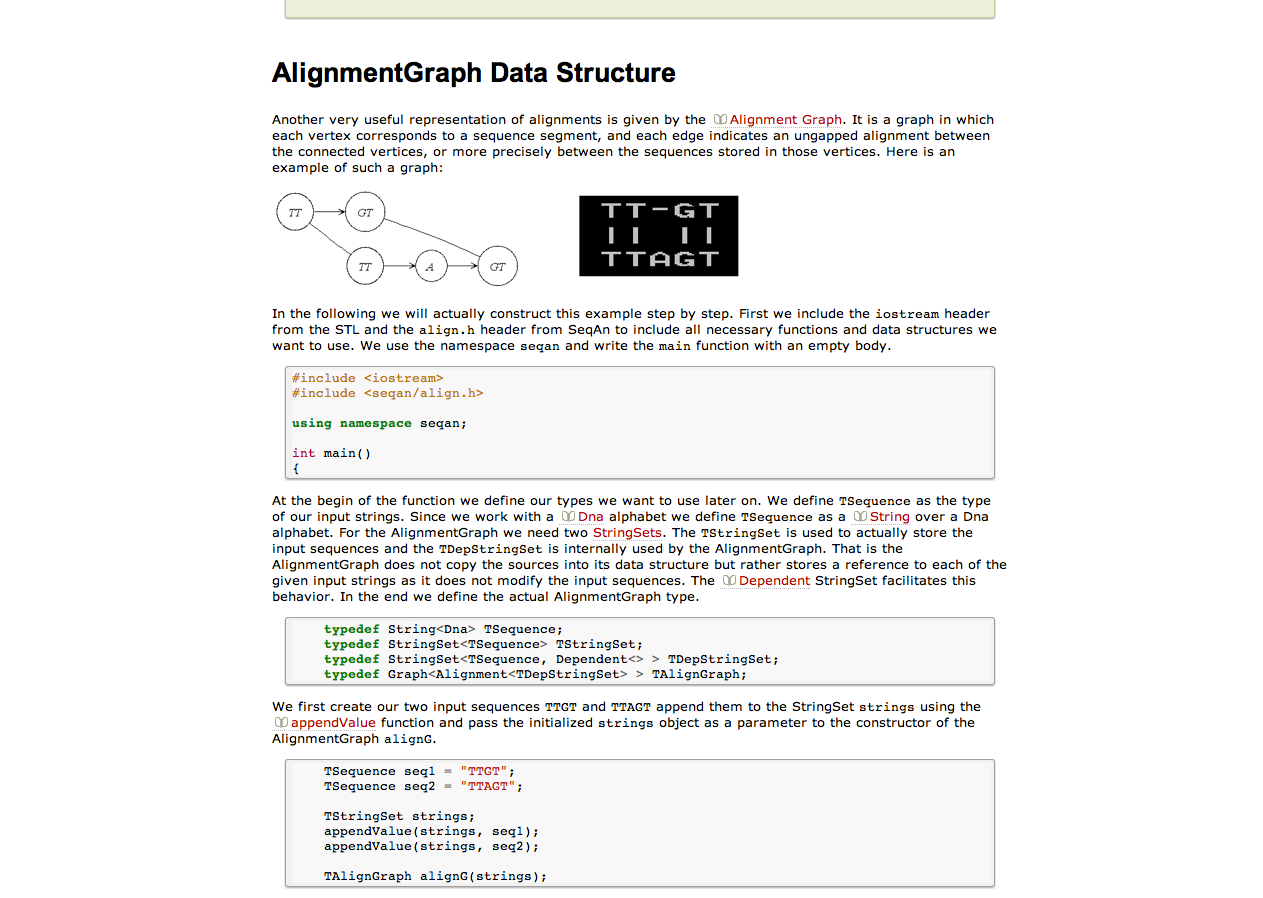 AlignmentGraph Data Structure
Another very useful representation of alignments is given by the Alignment Graph. It is a graph in which
each vertex corresponds to a sequence segment, and each edge indicates an ungapped alignment between
the connected vertices, or more precisely between the sequences stored in those vertices. Here is an
example of such a graph:
TT GT
TT A GT
TT-GT
|| ||
TTAGT
In the following we will actually construct this example step by step. First we include the iostream header
from the STL and the align.h header from SeqAn to include all necessary functions and data structures we
want to use. We use the namespace seqan and write the main function with an empty body.
#include <iostream>
#include <seqan/align.h>
using namespace seqan;
int main()
{
At the begin of the function we define our types we want to use later on. We define TSequence as the type
of our input strings. Since we work with a Dna alphabet we define TSequence as a String over a Dna
alphabet. For the AlignmentGraph we need two StringSets. The TStringSet is used to actually store the
input sequences and the TDepStringSet is internally used by the AlignmentGraph. That is the
AlignmentGraph does not copy the sources into its data structure but rather stores a reference to each of the
given input strings as it does not modify the input sequences. The Dependent StringSet facilitates this
behavior. In the end we define the actual AlignmentGraph type.
typedef String<Dna> TSequence;
typedef StringSet<TSequence> TStringSet;
typedef StringSet<TSequence, Dependent<> > TDepStringSet;
typedef Graph<Alignment<TDepStringSet> > TAlignGraph;
We first create our two input sequences TTGT and TTAGT append them to the StringSet strings using the
appendValue function and pass the initialized strings object as a parameter to the constructor of the
AlignmentGraph alignG.
TSequence seq1 = "TTGT";
TSequence seq2 = "TTAGT";
TStringSet strings;
appendValue(strings, seq1);
appendValue(strings, seq2);
TAlignGraph alignG(strings);